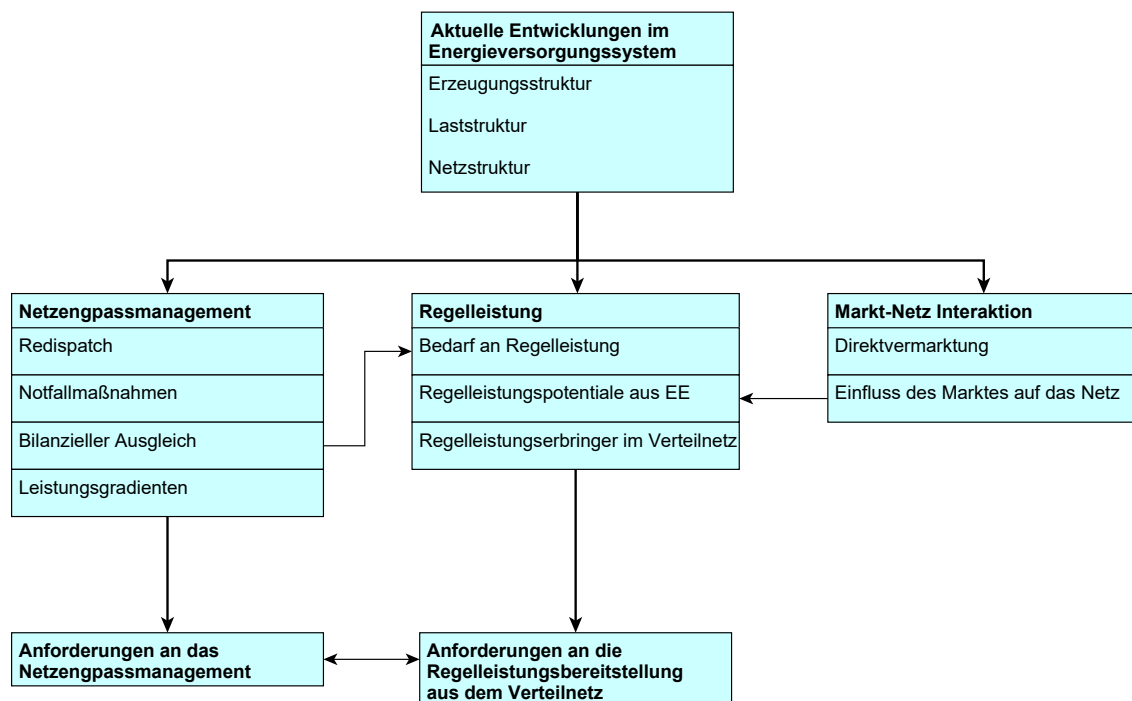 Aktuelle Entwicklungen im
Energieversorgungssystem
Erzeugungsstruktur
Laststruktur
Netzstruktur
Netzengpassmanagement
Redispatch
Notfallmaßnahmen
Bilanzieller Ausgleich
Leistungsgradienten
Regelleistung
Bedarf an Regelleistung
Regelleistungspotentiale aus EE
Regelleistungserbringer im Verteilnetz
Markt-Netz Interaktion
Direktvermarktung
Einfluss des Marktes auf das Netz
Anforderungen an das
Netzengpassmanagement
Anforderungen an die
Regelleistungsbereitstellung
aus dem Verteilnetz